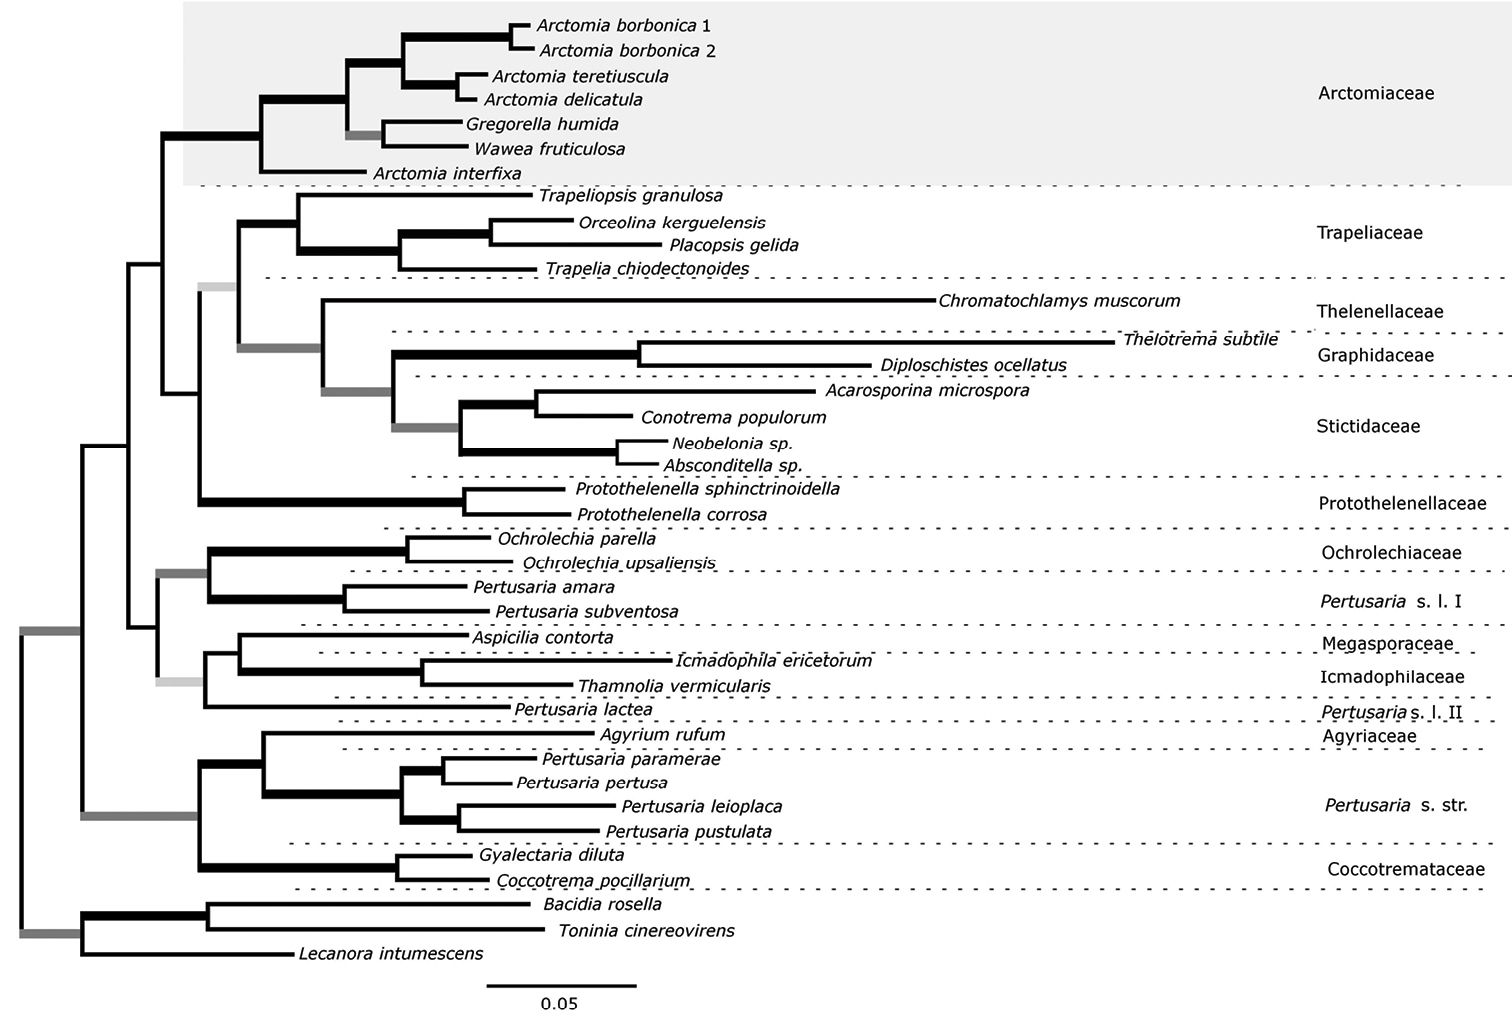 Arctomia borbonica 1
Arctomia borbonica 2
Arctomia teretiuscula
Arctomia delicatula
Arctomiaceae
Gregorella humida
Wawea fruticulosa
Arctomia interfixa
Trapeliopsis granulosa
Orceolina kerguelensis
Trapeliaceae
Placopsis gelida
Trapelia chiodectonoides
Chromatochlamys muscorum
Thelenellaceae
Thelotrema subtile
Graphidaceae
Diploschistes ocellatus
Acarosporina microspora
Conotrema populorum
Stictidaceae
Neobelonia sp.
Absconditella sp.
Protothelenella sphinctrinoidella
Protothelenellaceae
Protothelenella corrosa
Ochrolechia parella
Ochrolechiaceae
Ochrolechia upsaliensis
Pertusaria amara
Pertusaria s. l. I
Pertusaria subventosa
Aspicilia contorta
Megasporaceae
Icmadophila ericetorum
Icmadophilaceae
Thamnolia vermicularis
Pertusaria lactea
Pertusaria s. l. II
Agyrium rufum
Agyriaceae
Pertusaria paramerae
Pertusaria pertusa
Pertusaria leioplaca
Pertusaria s. str.
Pertusaria pustulata
Gyalectaria diluta
Coccotremataceae
Coccotrema pocillarium
Bacidia rosella
Toninia cinereovirens
Lecanora intumescens
0.05